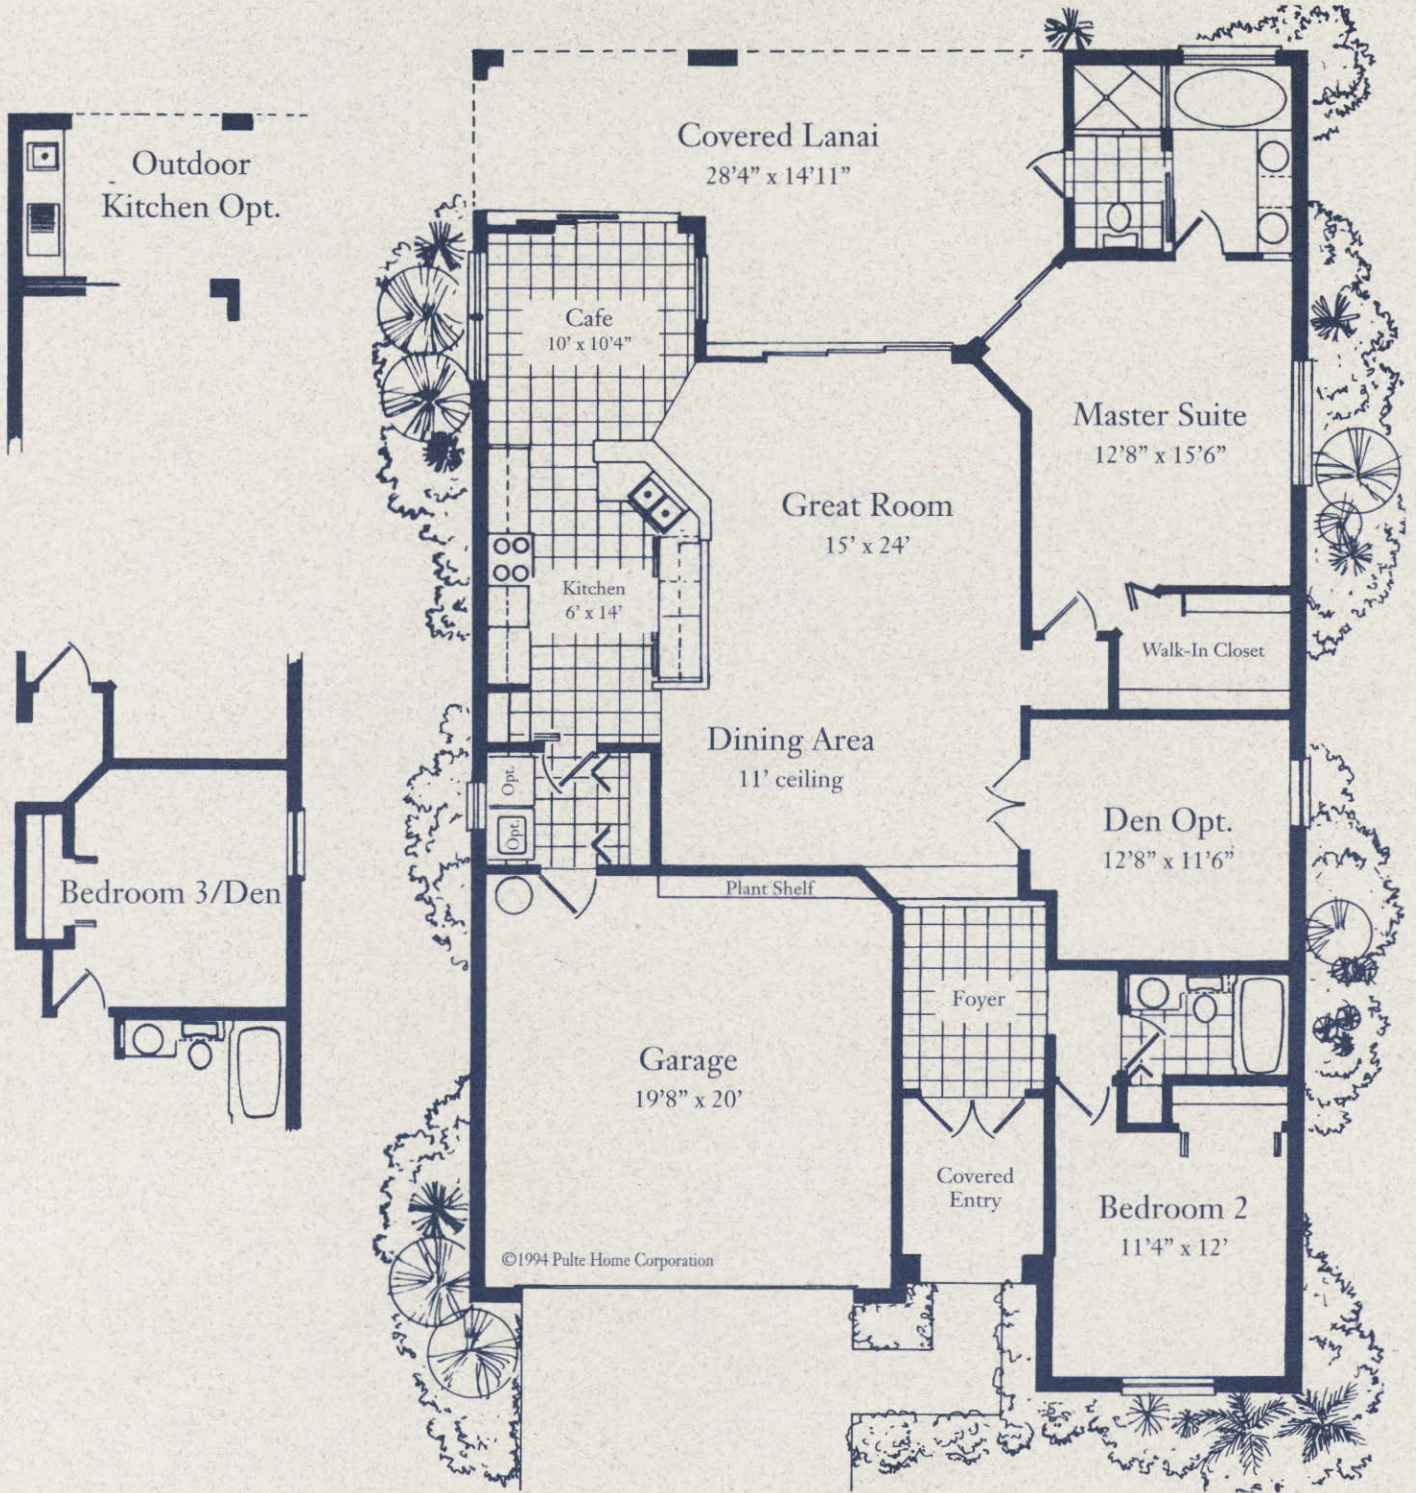 Outdoor
Kitchen Opt.
Bedroom 3/Den
Covered Lanai
28'4” x 14'11”
Cafe
10' x 10'4”
Master Suite
12'8” x 15'6”
Great Room
15' x 24'
Kitchen
6' x 14'
Walk-In Closet
Dining Area
11' ceiling
Opt.
Opt.
Den Opt.
12'8” x 11'6”
Plant Shelf
Foyer
Garage
19'8” x 20'
Covered
Entry
Bedroom 2
11'4” x 12'
©1994 Pulte Home Corporation